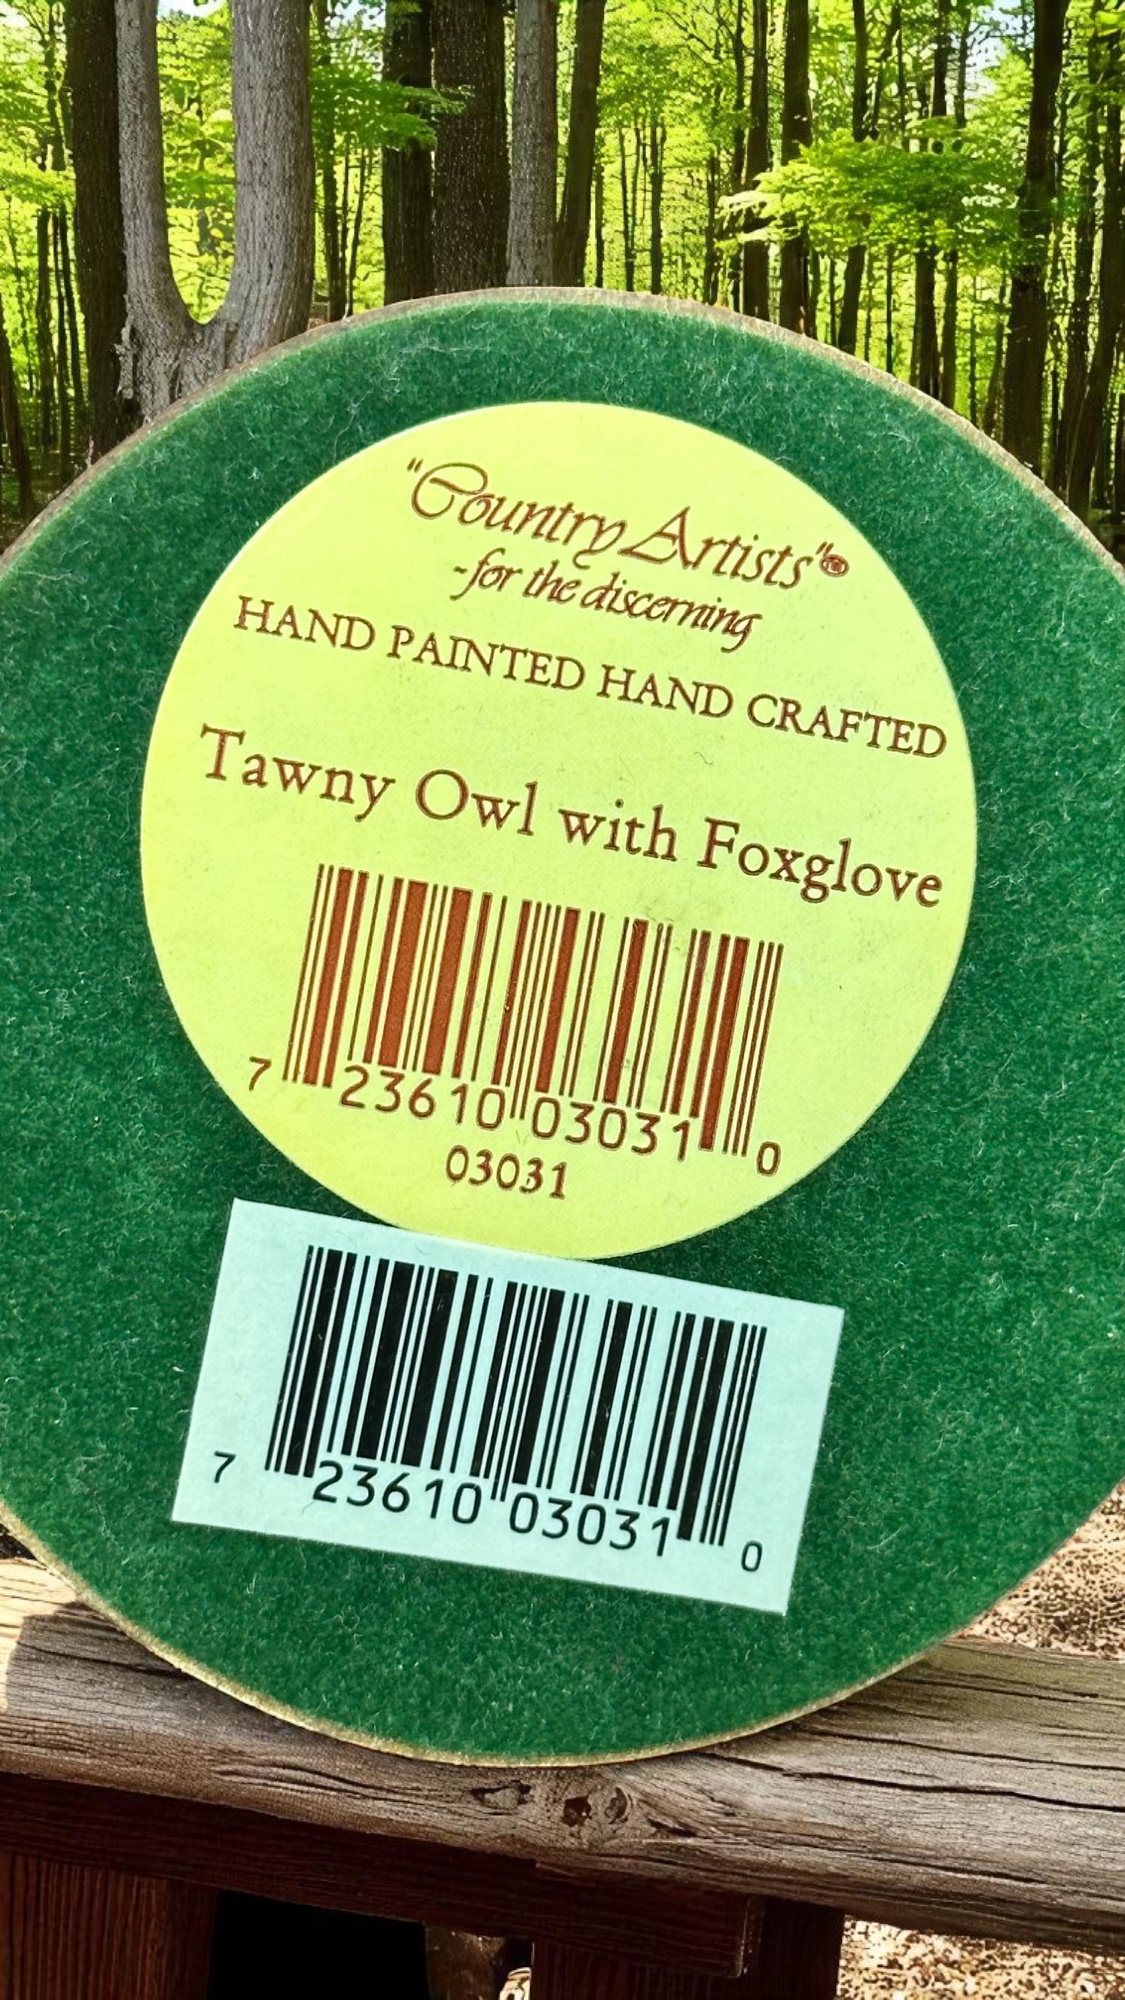 "Country Artists"®
-for the discerning
HAND PAINTED HAND CRAFTED
Tawny Owl with Foxglove
7 23610 03031 0
03031
7 23610 03031 0